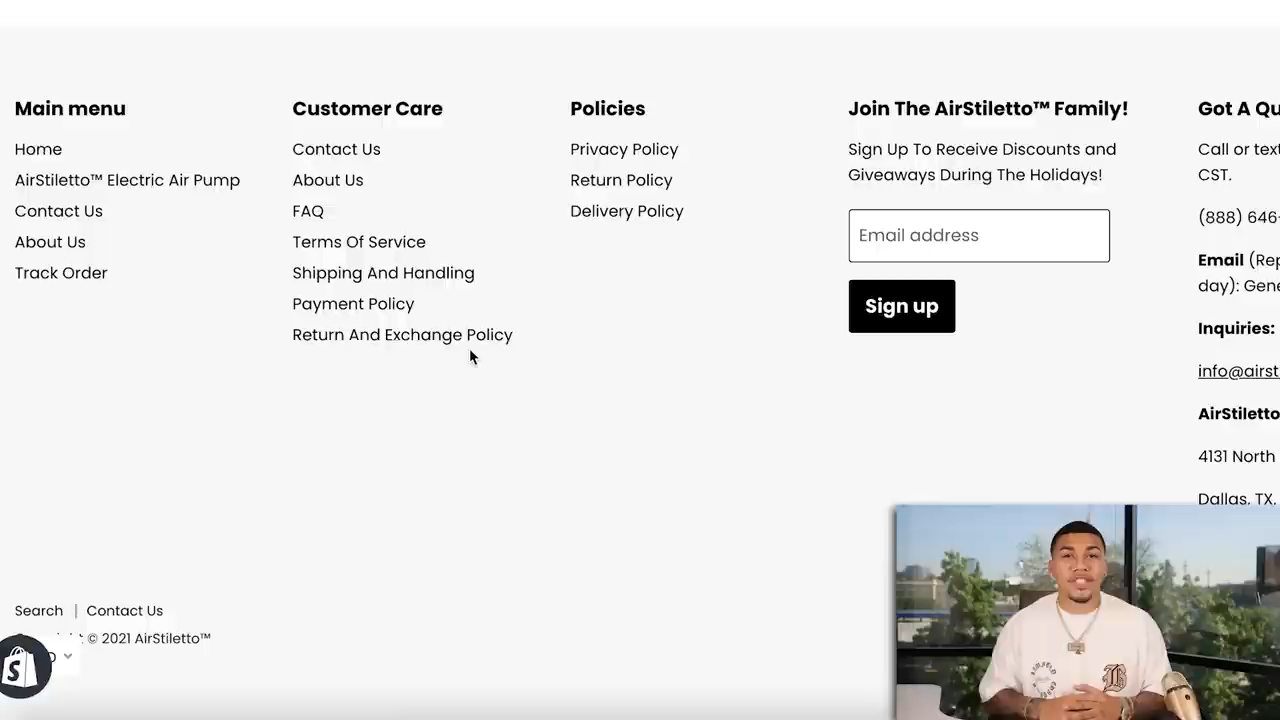 Main menu
Home
AirStiletto™ Electric Air Pump
Contact Us
About Us
Track Order
Customer Care
Contact Us
About Us
FAQ
Terms Of Service
Shipping And Handling
Payment Policy
Return And Exchange Policy
Policies
Privacy Policy
Return Policy
Delivery Policy
Join The AirStiletto™ Family!
Sign Up To Receive Discounts and
Giveaways During The Holidays!
Email address
Sign up
Got A Qu
Call or text
CST.
(888) 646-
Email (Rep
day): Gene
Inquiries:
info@airst
AirStiletto
4131 North
Dallas, TX,
Search | Contact Us
© 2021 AirStiletto™